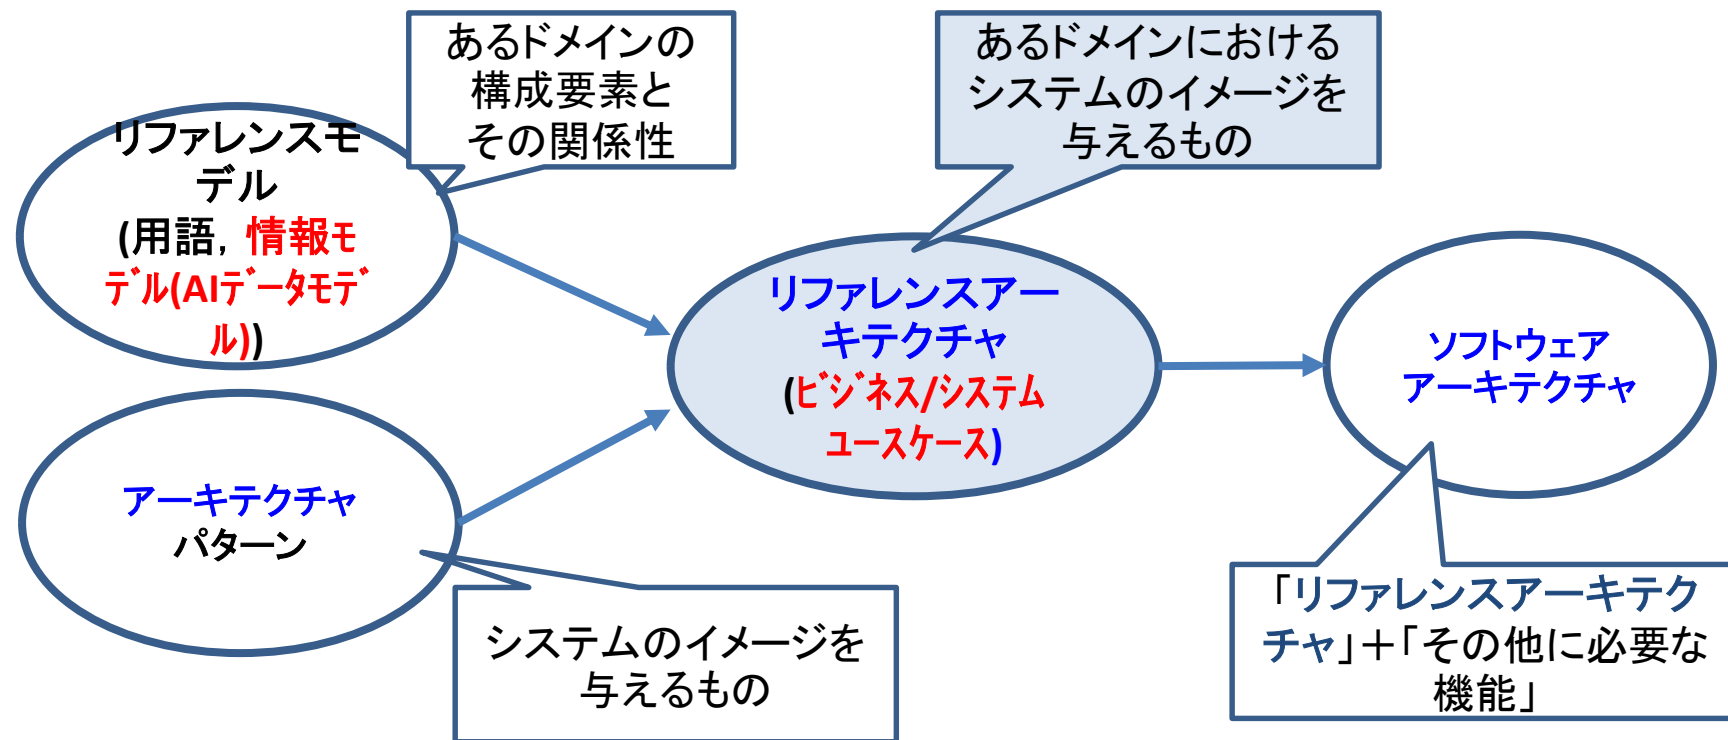 あるドメインの
構成要素と
その関係性
あるドメインにおける
システムのイメージを
与えるもの
リファレンスモ
デル
(用語，情報モ
ﾃﾞﾙ(AIﾃﾞｰﾀﾓﾃﾞ
ﾙ))
リファレンスアー
キテクチャ
(ﾋﾞｼﾞﾈｽ/ｼｽﾃﾑ
ﾕｰｽｹｰｽ)
ソフトウェア
アーキテクチャ
アーキテクチャ
パターン
システムのイメージを
与えるもの
「リファレンスアーキテク
チャ」＋「その他に必要な
機能」